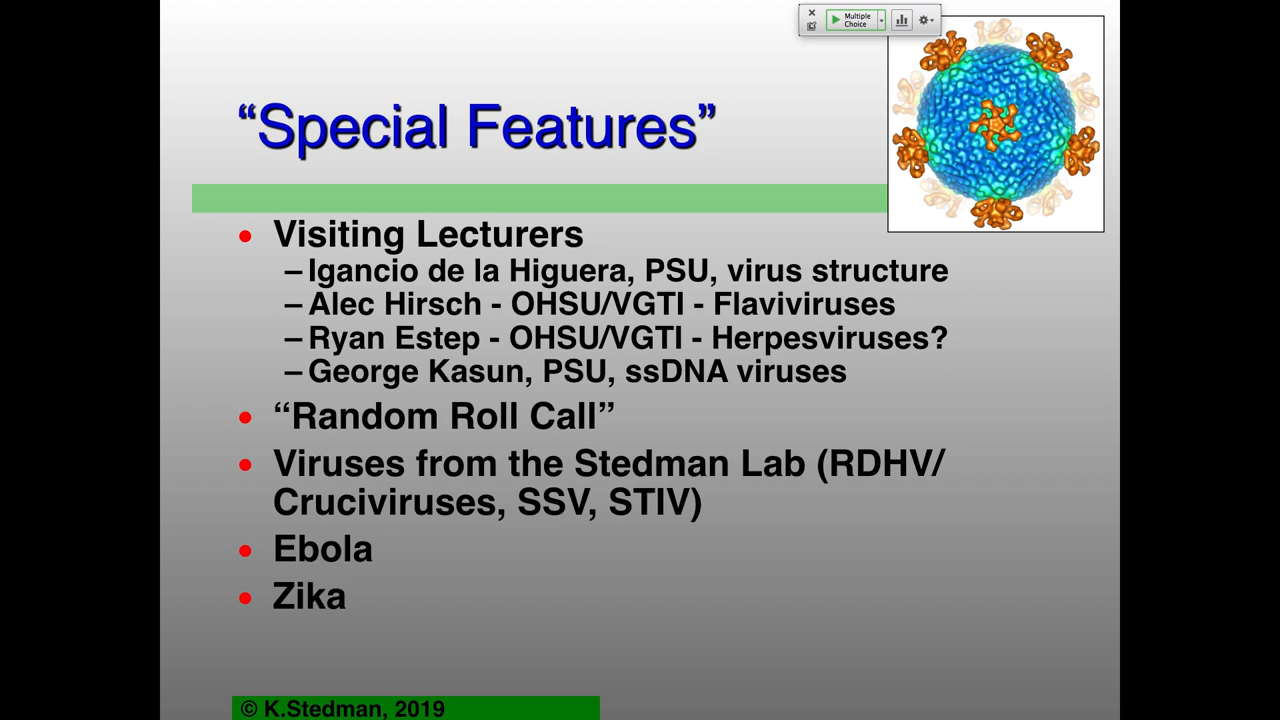 Multiple
Choice
“Special Features”
• Visiting Lecturers
– Igancio de la Higuera, PSU, virus structure
– Alec Hirsch - OHSU/VGTI - Flaviviruses
– Ryan Estep - OHSU/VGTI - Herpesviruses?
– George Kasun, PSU, ssDNA viruses
• “Random Roll Call”
• Viruses from the Stedman Lab (RDHV/
Cruciviruses, SSV, STIV)
• Ebola
• Zika
© K.Stedman, 2019